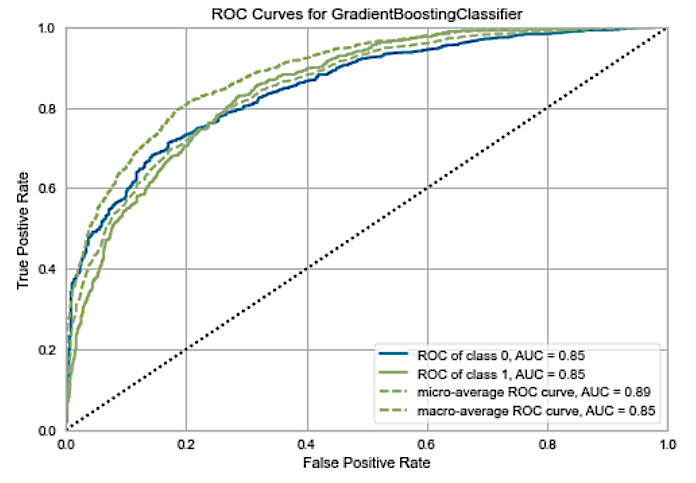 ROC Curves for GradientBoostingClassifier
1.0
0.8
0.6
0.4
0.2
0.0
True Postive Rate
0.0 0.2 0.4 0.6 0.8 1.0
False Positive Rate
ROC of class 0, AUC = 0.85
ROC of class 1, AUC = 0.85
micro-average ROC curve, AUC = 0.89
macro-average ROC curve, AUC = 0.85